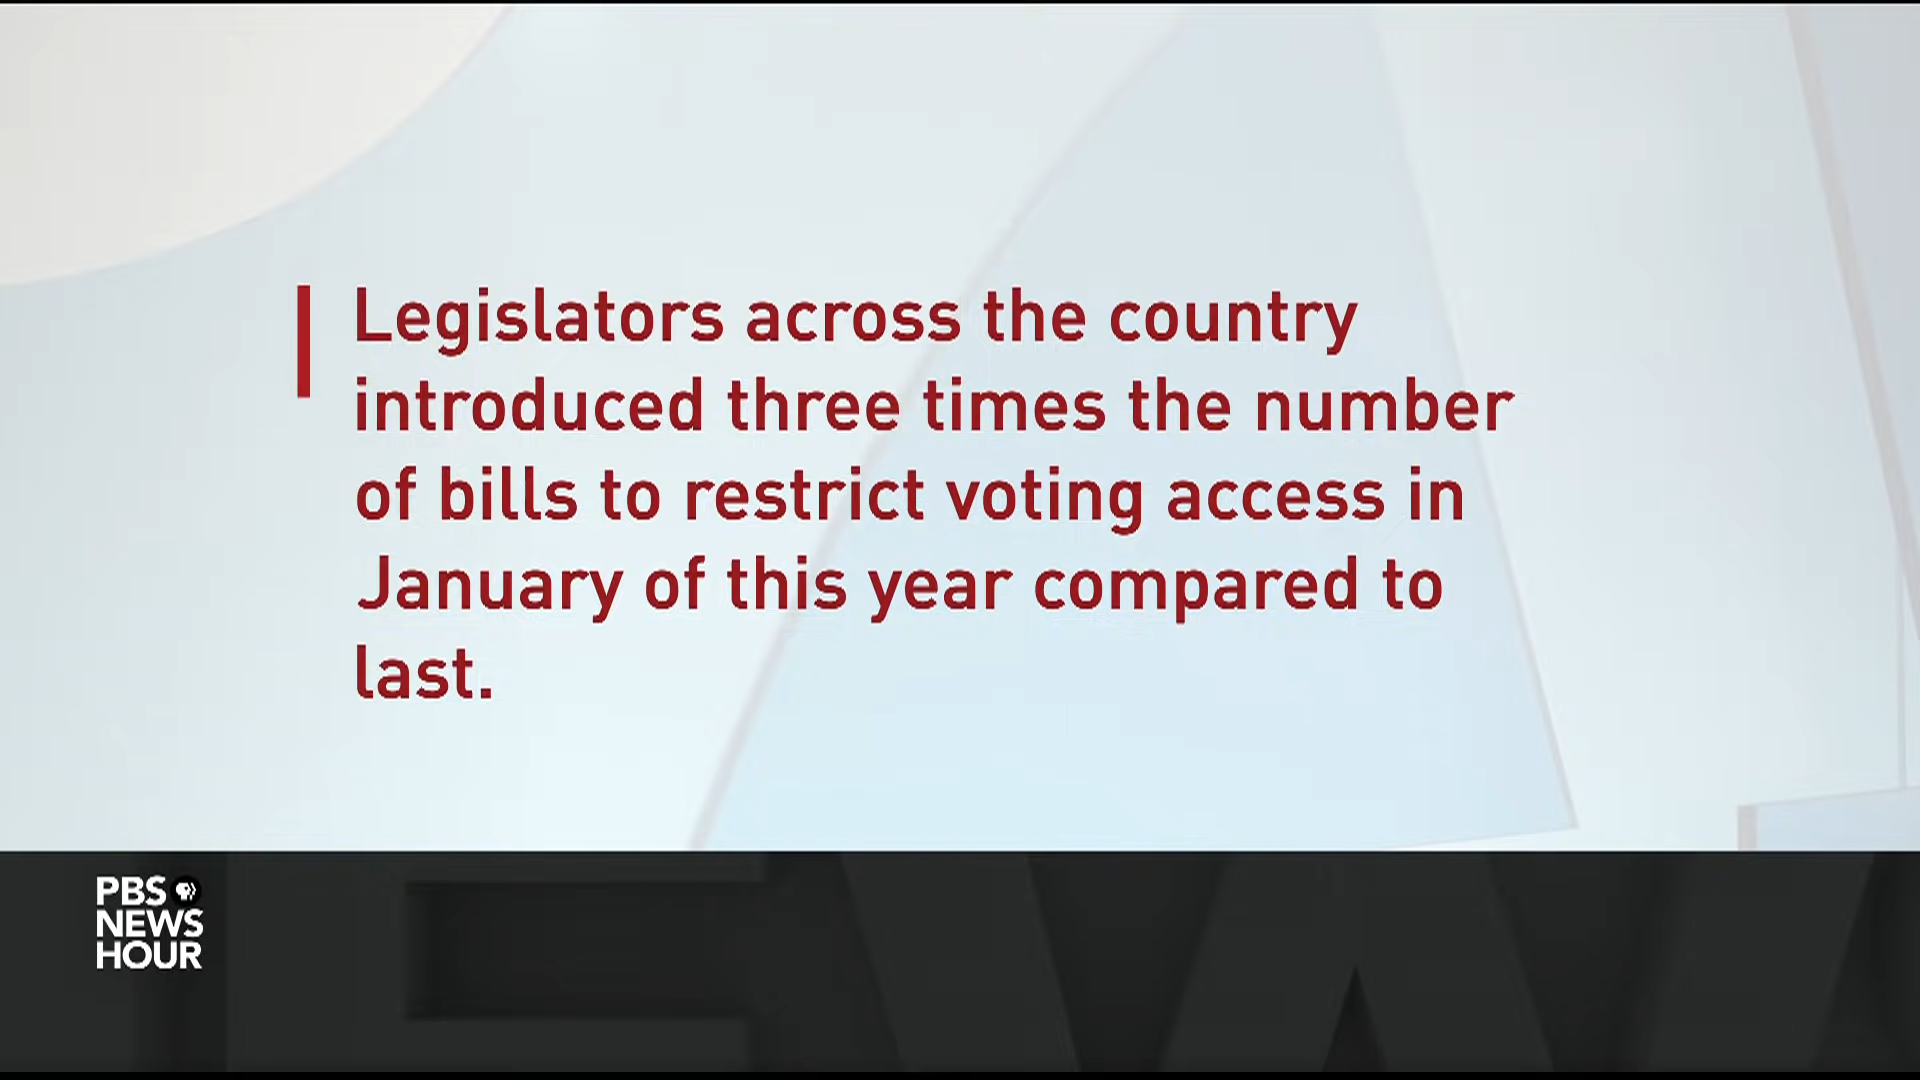 Legislators across the country
introduced three times the number
of bills to restrict voting access in
January of this year compared to
last.
PBS
NEWS
HOUR